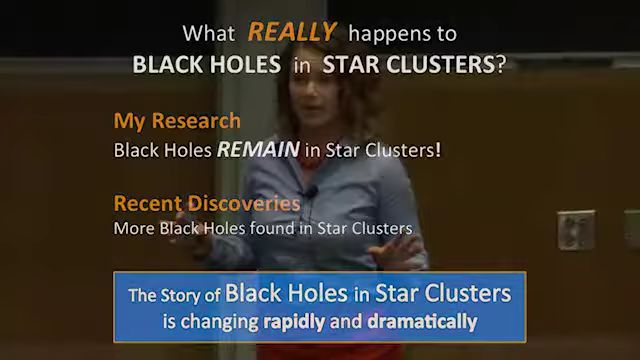 What REALLY happens to
BLACK HOLES in STAR CLUSTERS?
My Research
Black Holes REMAIN in Star Clusters!
Recent Discoveries
More Black Holes found in Star Clusters
The Story of Black Holes in Star Clusters
is changing rapidly and dramatically